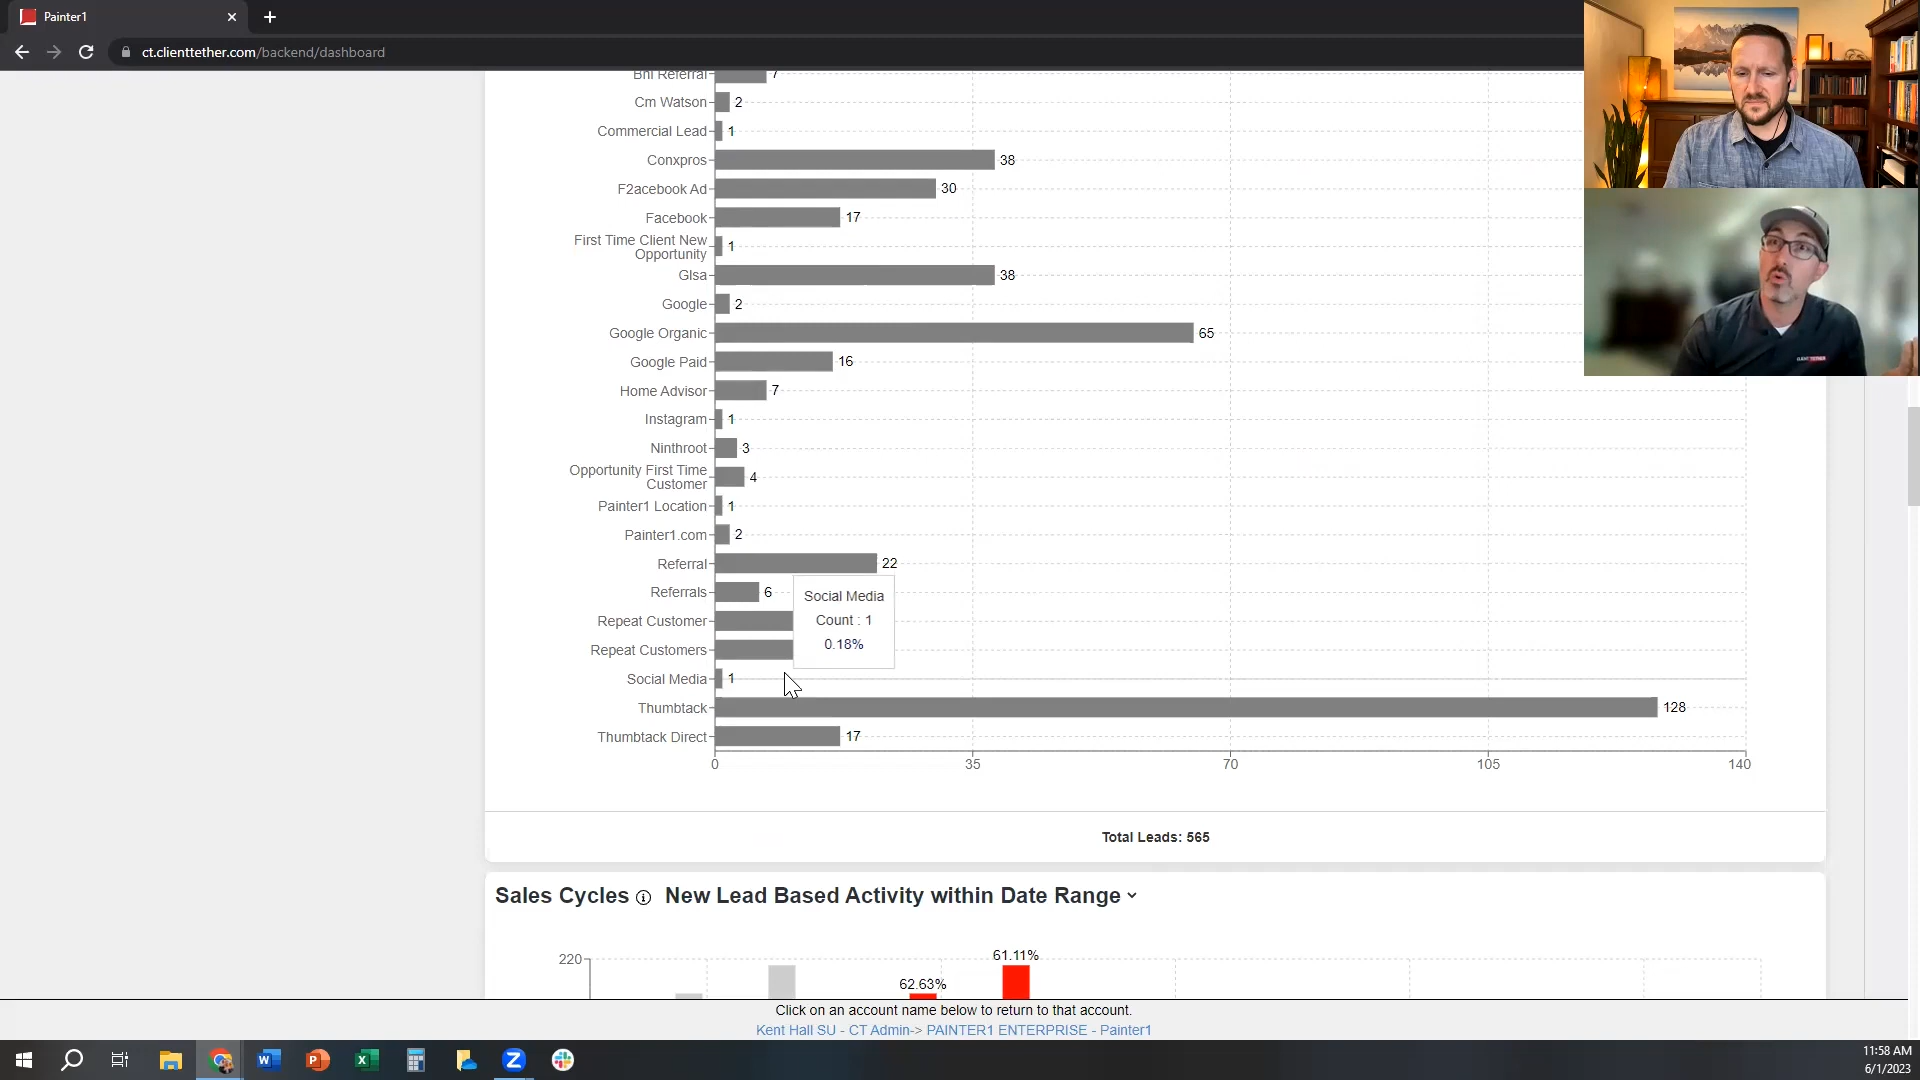 Painter1
ct.clienttether.com/backend/dashboard
Bni Referral 7
Cm Watson 2
Commercial Lead 1
Conxpros 38
F2acebook Ad 30
Facebook 17
First Time Client New
Opportunity 1
Glsa 38
Google 2
Google Organic 65
Google Paid 16
Home Advisor 7
Instagram 1
Ninthroot 3
Opportunity First Time
Customer 4
Painter1 Location 1
Painter1.com 2
Referral 22
Referrals 6
Repeat Customer
Repeat Customers
Social Media
Count : 1
0.18%
Social Media 1
Thumbtack 128
Thumbtack Direct 17
0 35 70 105 140
Total Leads: 565
Sales Cycles New Lead Based Activity within Date Range
220
62.63%
61.11%
Click on an account name below to return to that account.
Kent Hall SU - CT Admin-> PAINTER1 ENTERPRISE - Painter1
11:58 AM
6/1/2023